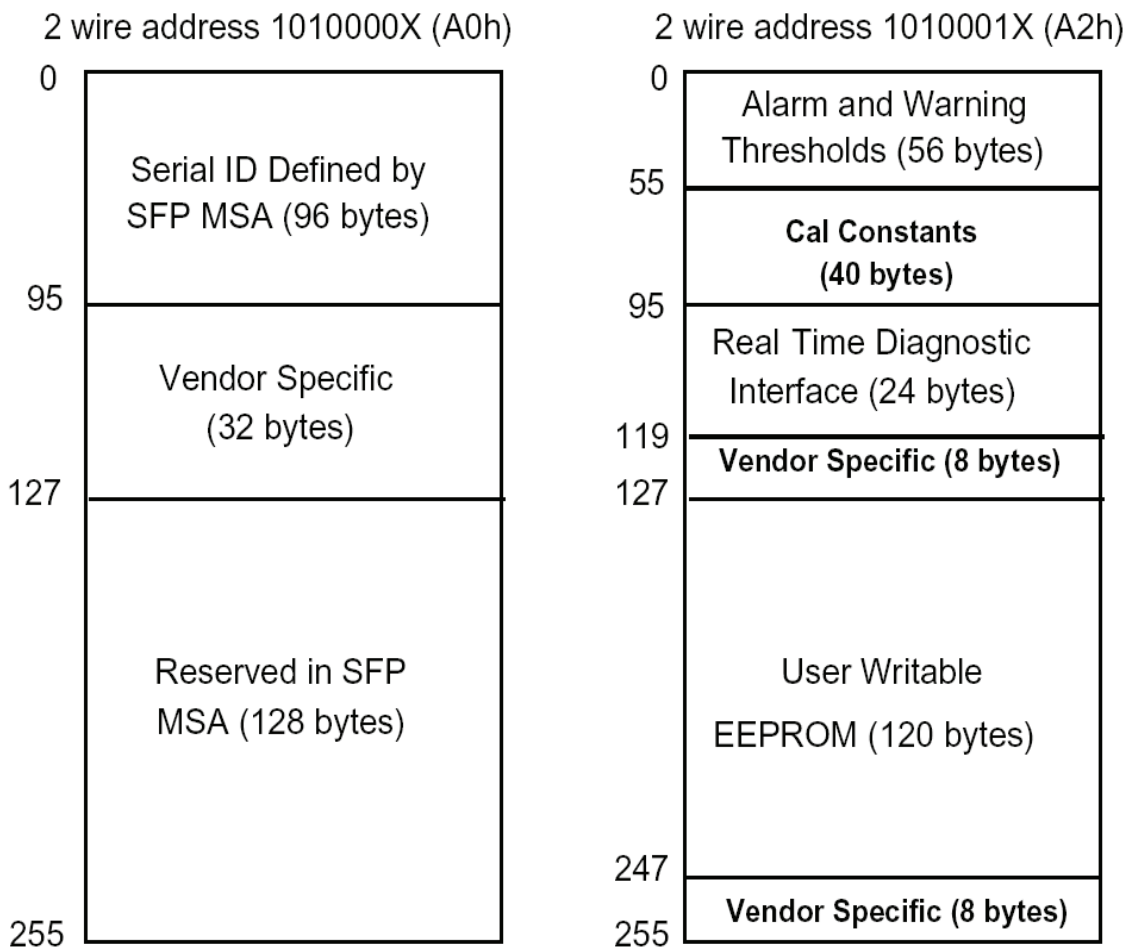 2 wire address 1010000X (A0h)
0
Serial ID Defined by
SFP MSA (96 bytes)
95
Vendor Specific
(32 bytes)
127
Reserved in SFP
MSA (128 bytes)
255
2 wire address 1010001X (A2h)
0
Alarm and Warning
Thresholds (56 bytes)
55
Cal Constants
(40 bytes)
95
Real Time Diagnostic
Interface (24 bytes)
119
Vendor Specific (8 bytes)
127
User Writable
EEPROM (120 bytes)
247
Vendor Specific (8 bytes)
255